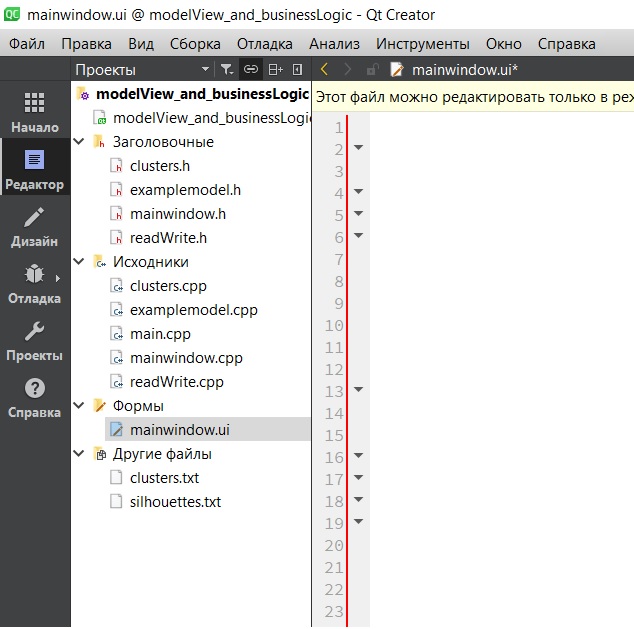 QC mainwindow.ui @ modelView_and_businessLogic - Qt Creator
Файл Правка Вид Сборка Отладка Анализ Инструменты Окно Справка
Проекты
mainwindow.ui*
Начало
Редактор
Дизайн
Отладка
Проекты
Справка
modelView_and_businessLogic
modelView_and_businessLogi
Заголовочные
clusters.h
examplemodel.h
mainwindow.h
readWrite.h
Исходники
clusters.cpp
examplemodel.cpp
main.cpp
mainwindow.cpp
readWrite.cpp
Формы
mainwindow.ui
Другие файлы
clusters.txt
silhouettes.txt
Этот файл можно редактировать только в реж
1
2
3
4
5
6
7
8
9
10
11
12
13
14
15
16
17
18
19
20
21
22
23